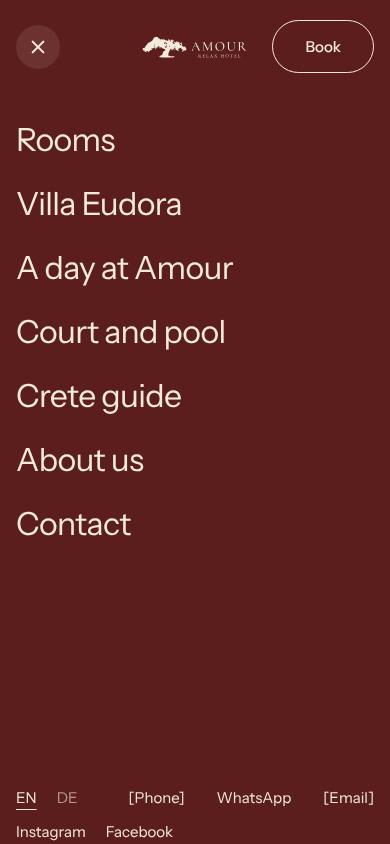 AMOUR
RELAX HOTEL
Book
Rooms
Villa Eudora
A day at Amour
Court and pool
Crete guide
About us
Contact
EN DE [Phone] WhatsApp [Email]
Instagram Facebook